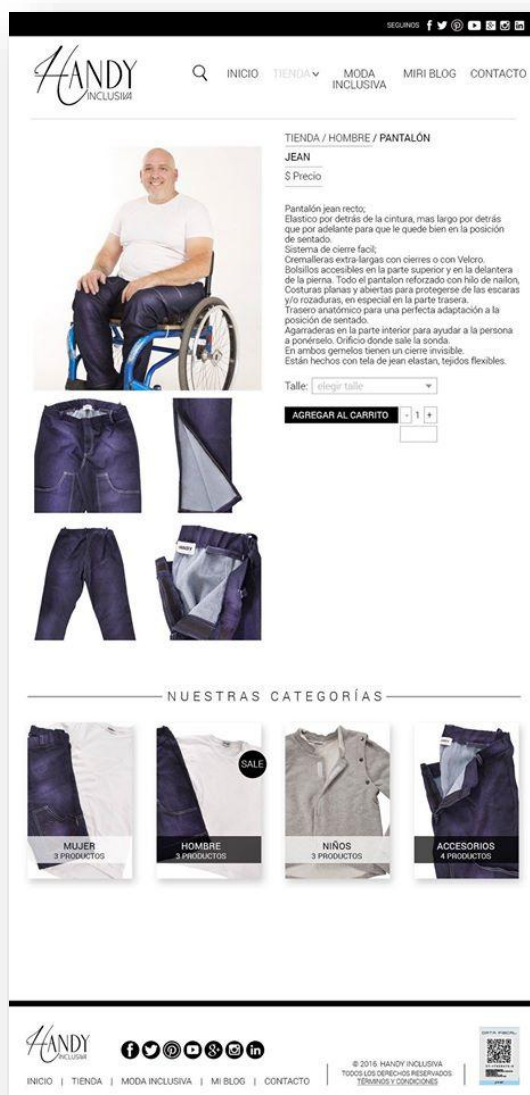 SEGUINOS
HANDY
INCLUSIVA
INICIO
TIENDA
MODA
INCLUSIVA
MIRI BLOG
CONTACTO
TIENDA / HOMBRE / PANTALÓN
JEAN
$ Precio
Pantalón jean recto;
Elastico por detrás de la cintura, mas largo por detrás
que por adelante para que le quede bien en la posición
de sentado.
Sistema de cierre facil;
Cremalleras extra-largas con cierres o con Velcro.
Bolsillos accesibles en la parte superior y en la delantera
de la pierna. Todo el pantalon reforzado con hilo de nailon,
Costuras planas y abiertas para protegerse de las escaras
y/o rozaduras, en especial en la parte trasera.
Trasero anatómico para una perfecta adaptación a la
posición de sentado.
Agarraderas en la parte interior para ayudar a la persona
a ponérselo. Orificio donde sale la sonda.
En ambos gemelos tienen un cierre invisible.
Están hechos con tela de jean elastan, tejidos flexibles.
Talle: elegir talle
AGREGAR AL CARRITO - 1 +
HANDY
NUESTRAS CATEGORÍAS
MUJER
3 PRODUCTOS
SALE
HOMBRE
3 PRODUCTOS
NIÑOS
3 PRODUCTOS
ACCESORIOS
4 PRODUCTOS
HANDY
INCLUSIVA
INICIO | TIENDA | MODA INCLUSIVA | MI BLOG | CONTACTO
© 2016 HANDY INCLUSIVA
TODOS LOS DERECHOS RESERVADOS
TÉRMINOS Y CONDICIONES
DATA FISCAL